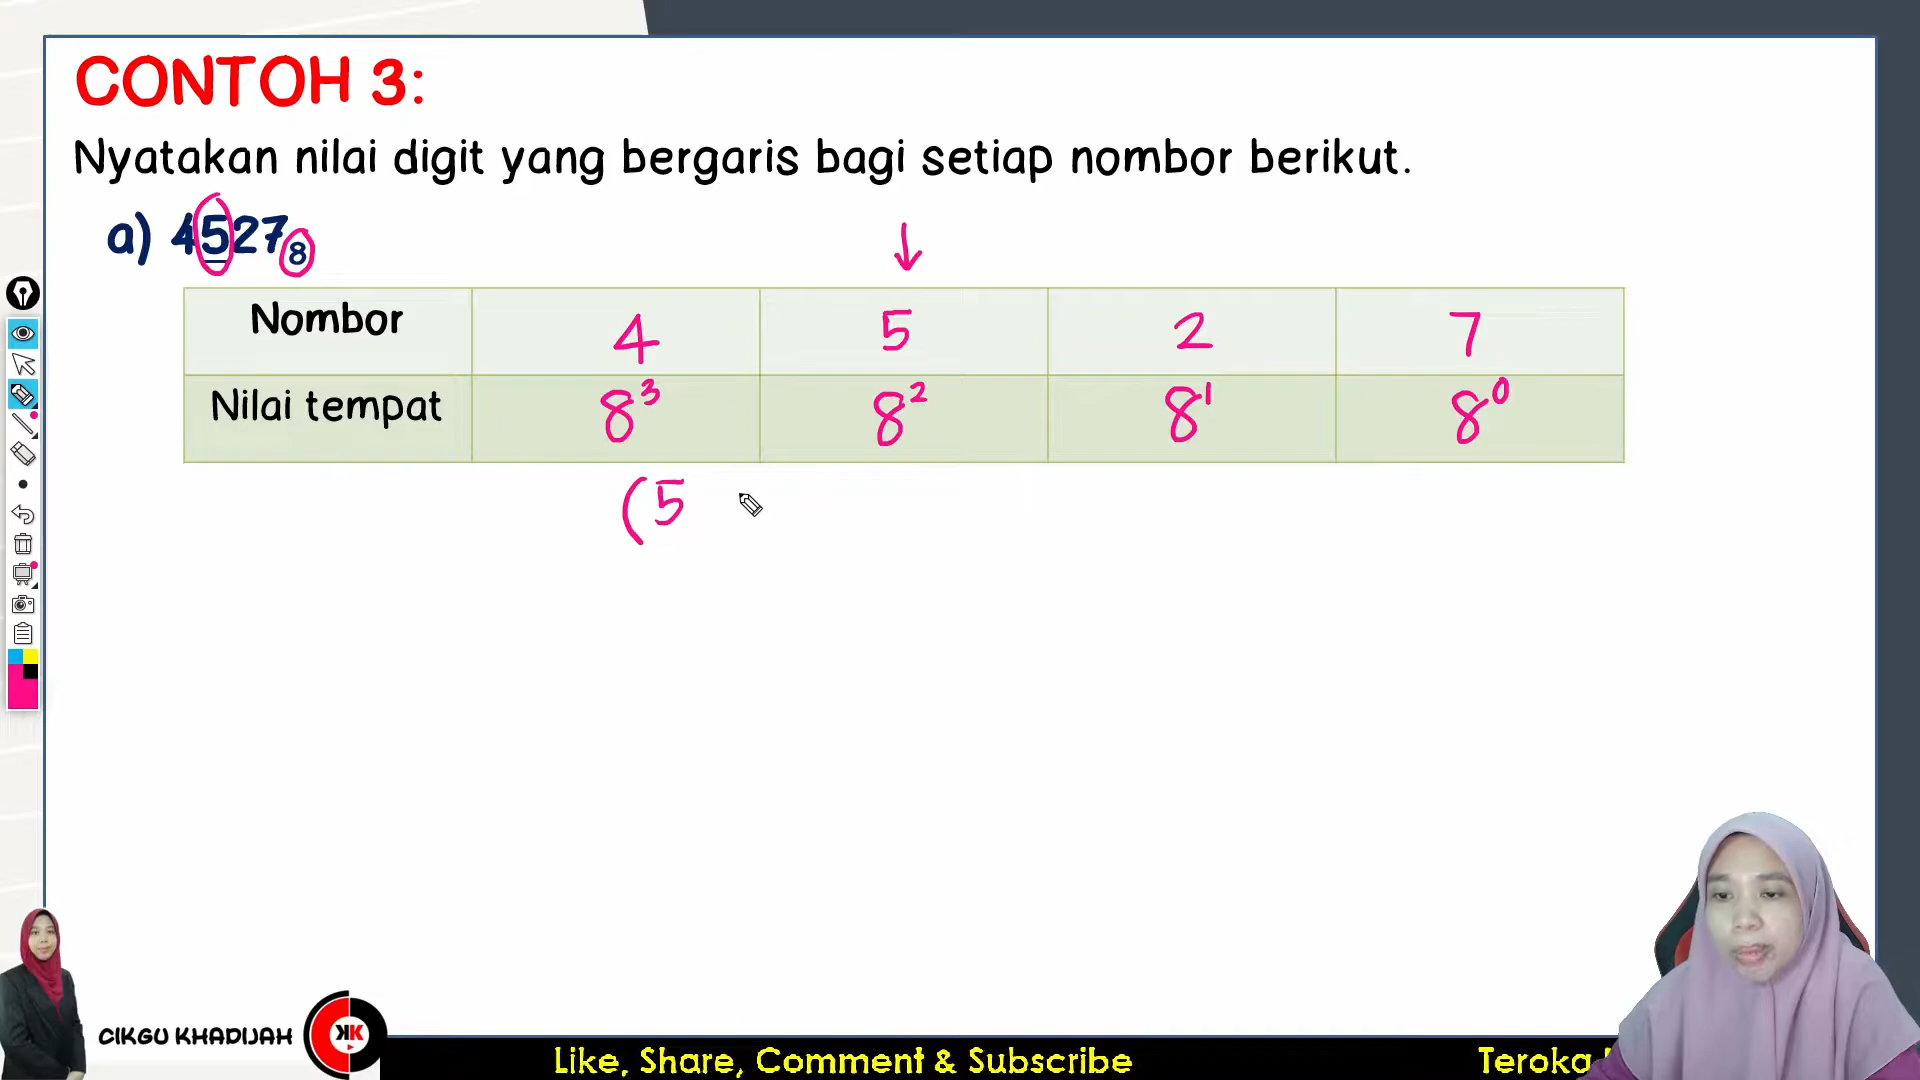 CONTOH 3:
Nyatakan nilai digit yang bergaris bagi setiap nombor berikut.
a) 4527₈
Nombor 4 5 2 7
Nilai tempat 8³ 8² 8¹ 8⁰
(5
CIKGU KHADIJAH
KK
Like, Share, Comment & Subscribe
Teroka